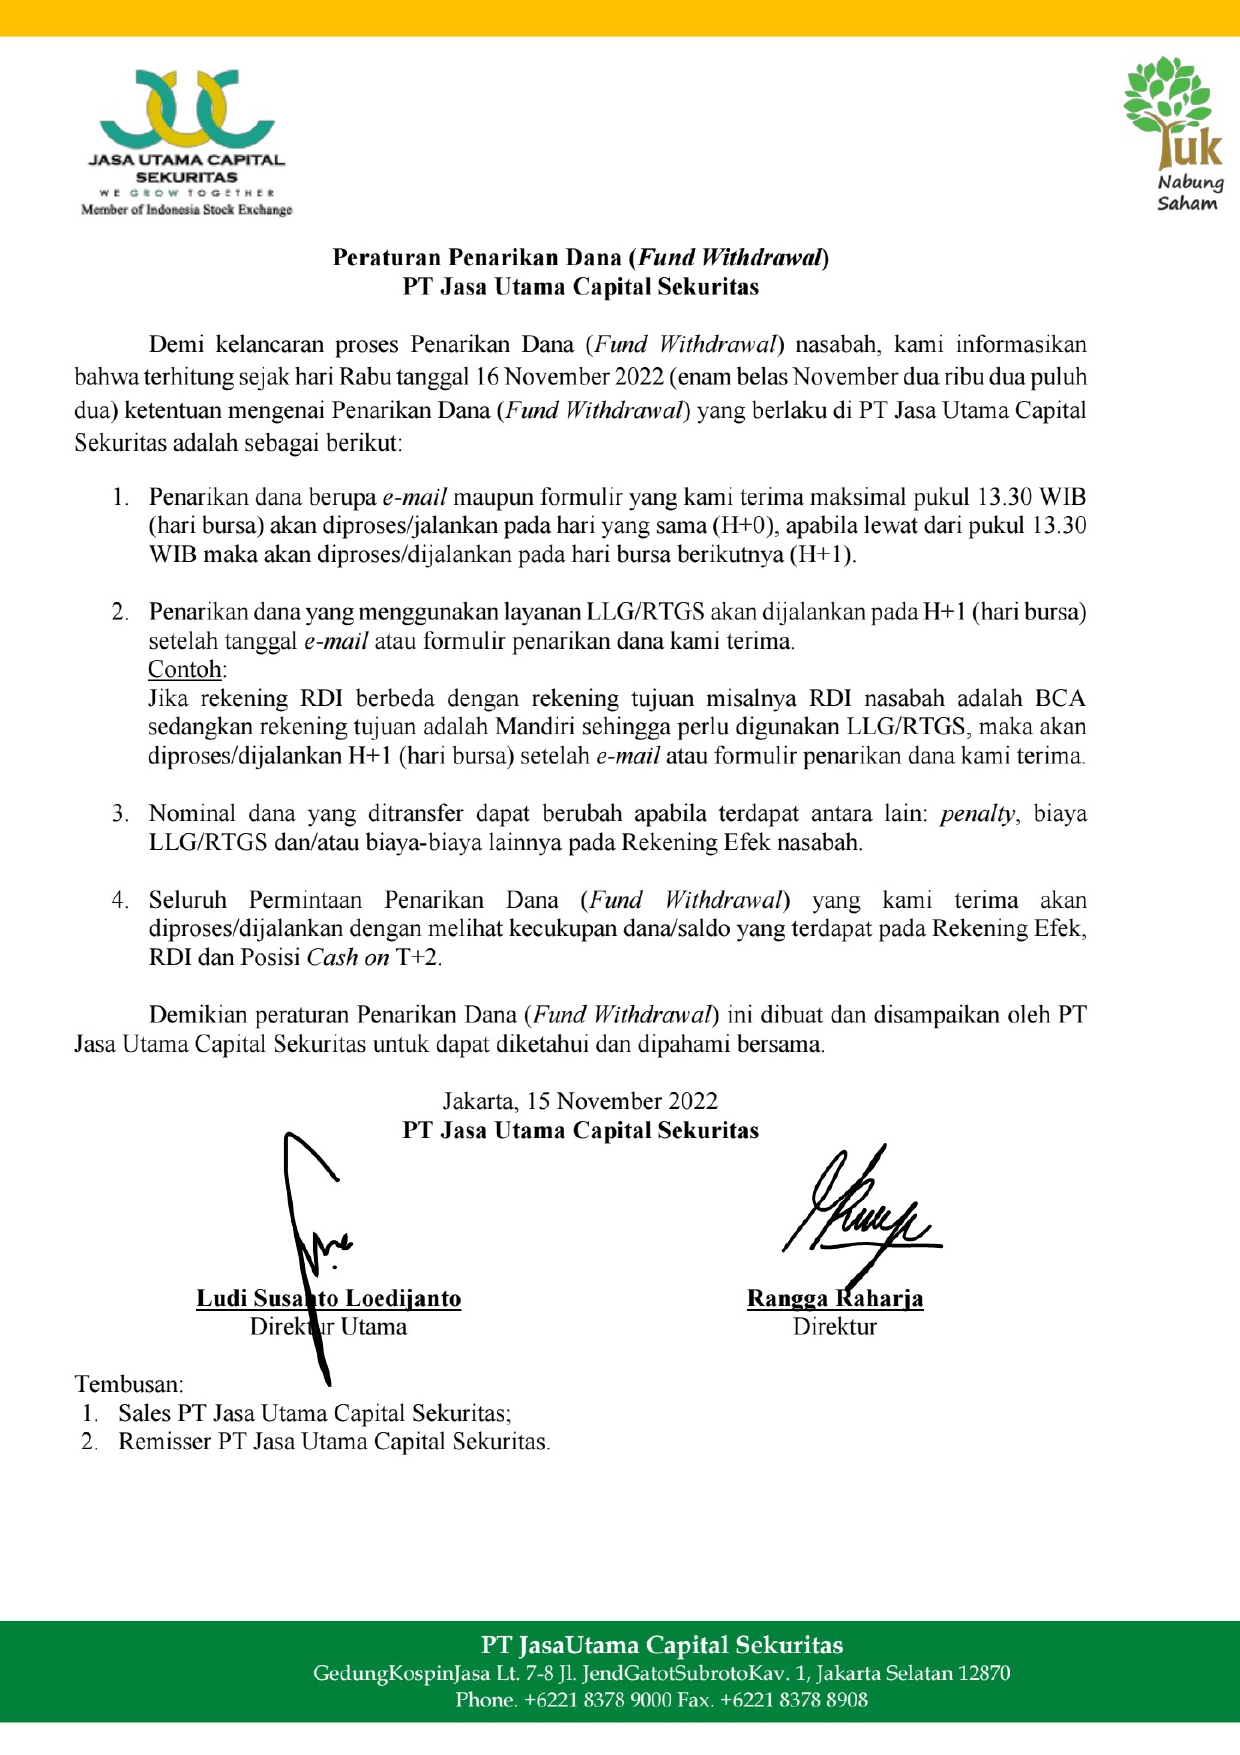 JASA UTAMA CAPITAL
SEKURITAS
WE GROW TOGETHER
Member of Indonesia Stock Exchange
Yuk
Nabung
Saham
Peraturan Penarikan Dana (Fund Withdrawal)
PT Jasa Utama Capital Sekuritas
Demi kelancaran proses Penarikan Dana (Fund Withdrawal) nasabah, kami informasikan
bahwa terhitung sejak hari Rabu tanggal 16 November 2022 (enam belas November dua ribu dua puluh
dua) ketentuan mengenai Penarikan Dana (Fund Withdrawal) yang berlaku di PT Jasa Utama Capital
Sekuritas adalah sebagai berikut:
1. Penarikan dana berupa e-mail maupun formulir yang kami terima maksimal pukul 13.30 WIB
(hari bursa) akan diproses/jalankan pada hari yang sama (H+0), apabila lewat dari pukul 13.30
WIB maka akan diproses/dijalankan pada hari bursa berikutnya (H+1).
2. Penarikan dana yang menggunakan layanan LLG/RTGS akan dijalankan pada H+1 (hari bursa)
setelah tanggal e-mail atau formulir penarikan dana kami terima.
Contoh:
Jika rekening RDI berbeda dengan rekening tujuan misalnya RDI nasabah adalah BCA
sedangkan rekening tujuan adalah Mandiri sehingga perlu digunakan LLG/RTGS, maka akan
diproses/dijalankan H+1 (hari bursa) setelah e-mail atau formulir penarikan dana kami terima.
3. Nominal dana yang ditransfer dapat berubah apabila terdapat antara lain: penalty, biaya
LLG/RTGS dan/atau biaya-biaya lainnya pada Rekening Efek nasabah.
4. Seluruh Permintaan Penarikan Dana (Fund Withdrawal) yang kami terima akan
diproses/dijalankan dengan melihat kecukupan dana/saldo yang terdapat pada Rekening Efek,
RDI dan Posisi Cash on T+2.
Demikian peraturan Penarikan Dana (Fund Withdrawal) ini dibuat dan disampaikan oleh PT
Jasa Utama Capital Sekuritas untuk dapat diketahui dan dipahami bersama.
Jakarta, 15 November 2022
PT Jasa Utama Capital Sekuritas
Ludi Susanto Loedijanto
Direktur Utama
Rangga Raharja
Direktur
Tembusan:
1. Sales PT Jasa Utama Capital Sekuritas;
2. Remisser PT Jasa Utama Capital Sekuritas.
PT JasaUtama Capital Sekuritas
GedungKospinJasa Lt. 7-8 Jl. JendGatotSubrotoKav. 1, Jakarta Selatan 12870
Phone. +6221 8378 9000 Fax. +6221 8378 8908